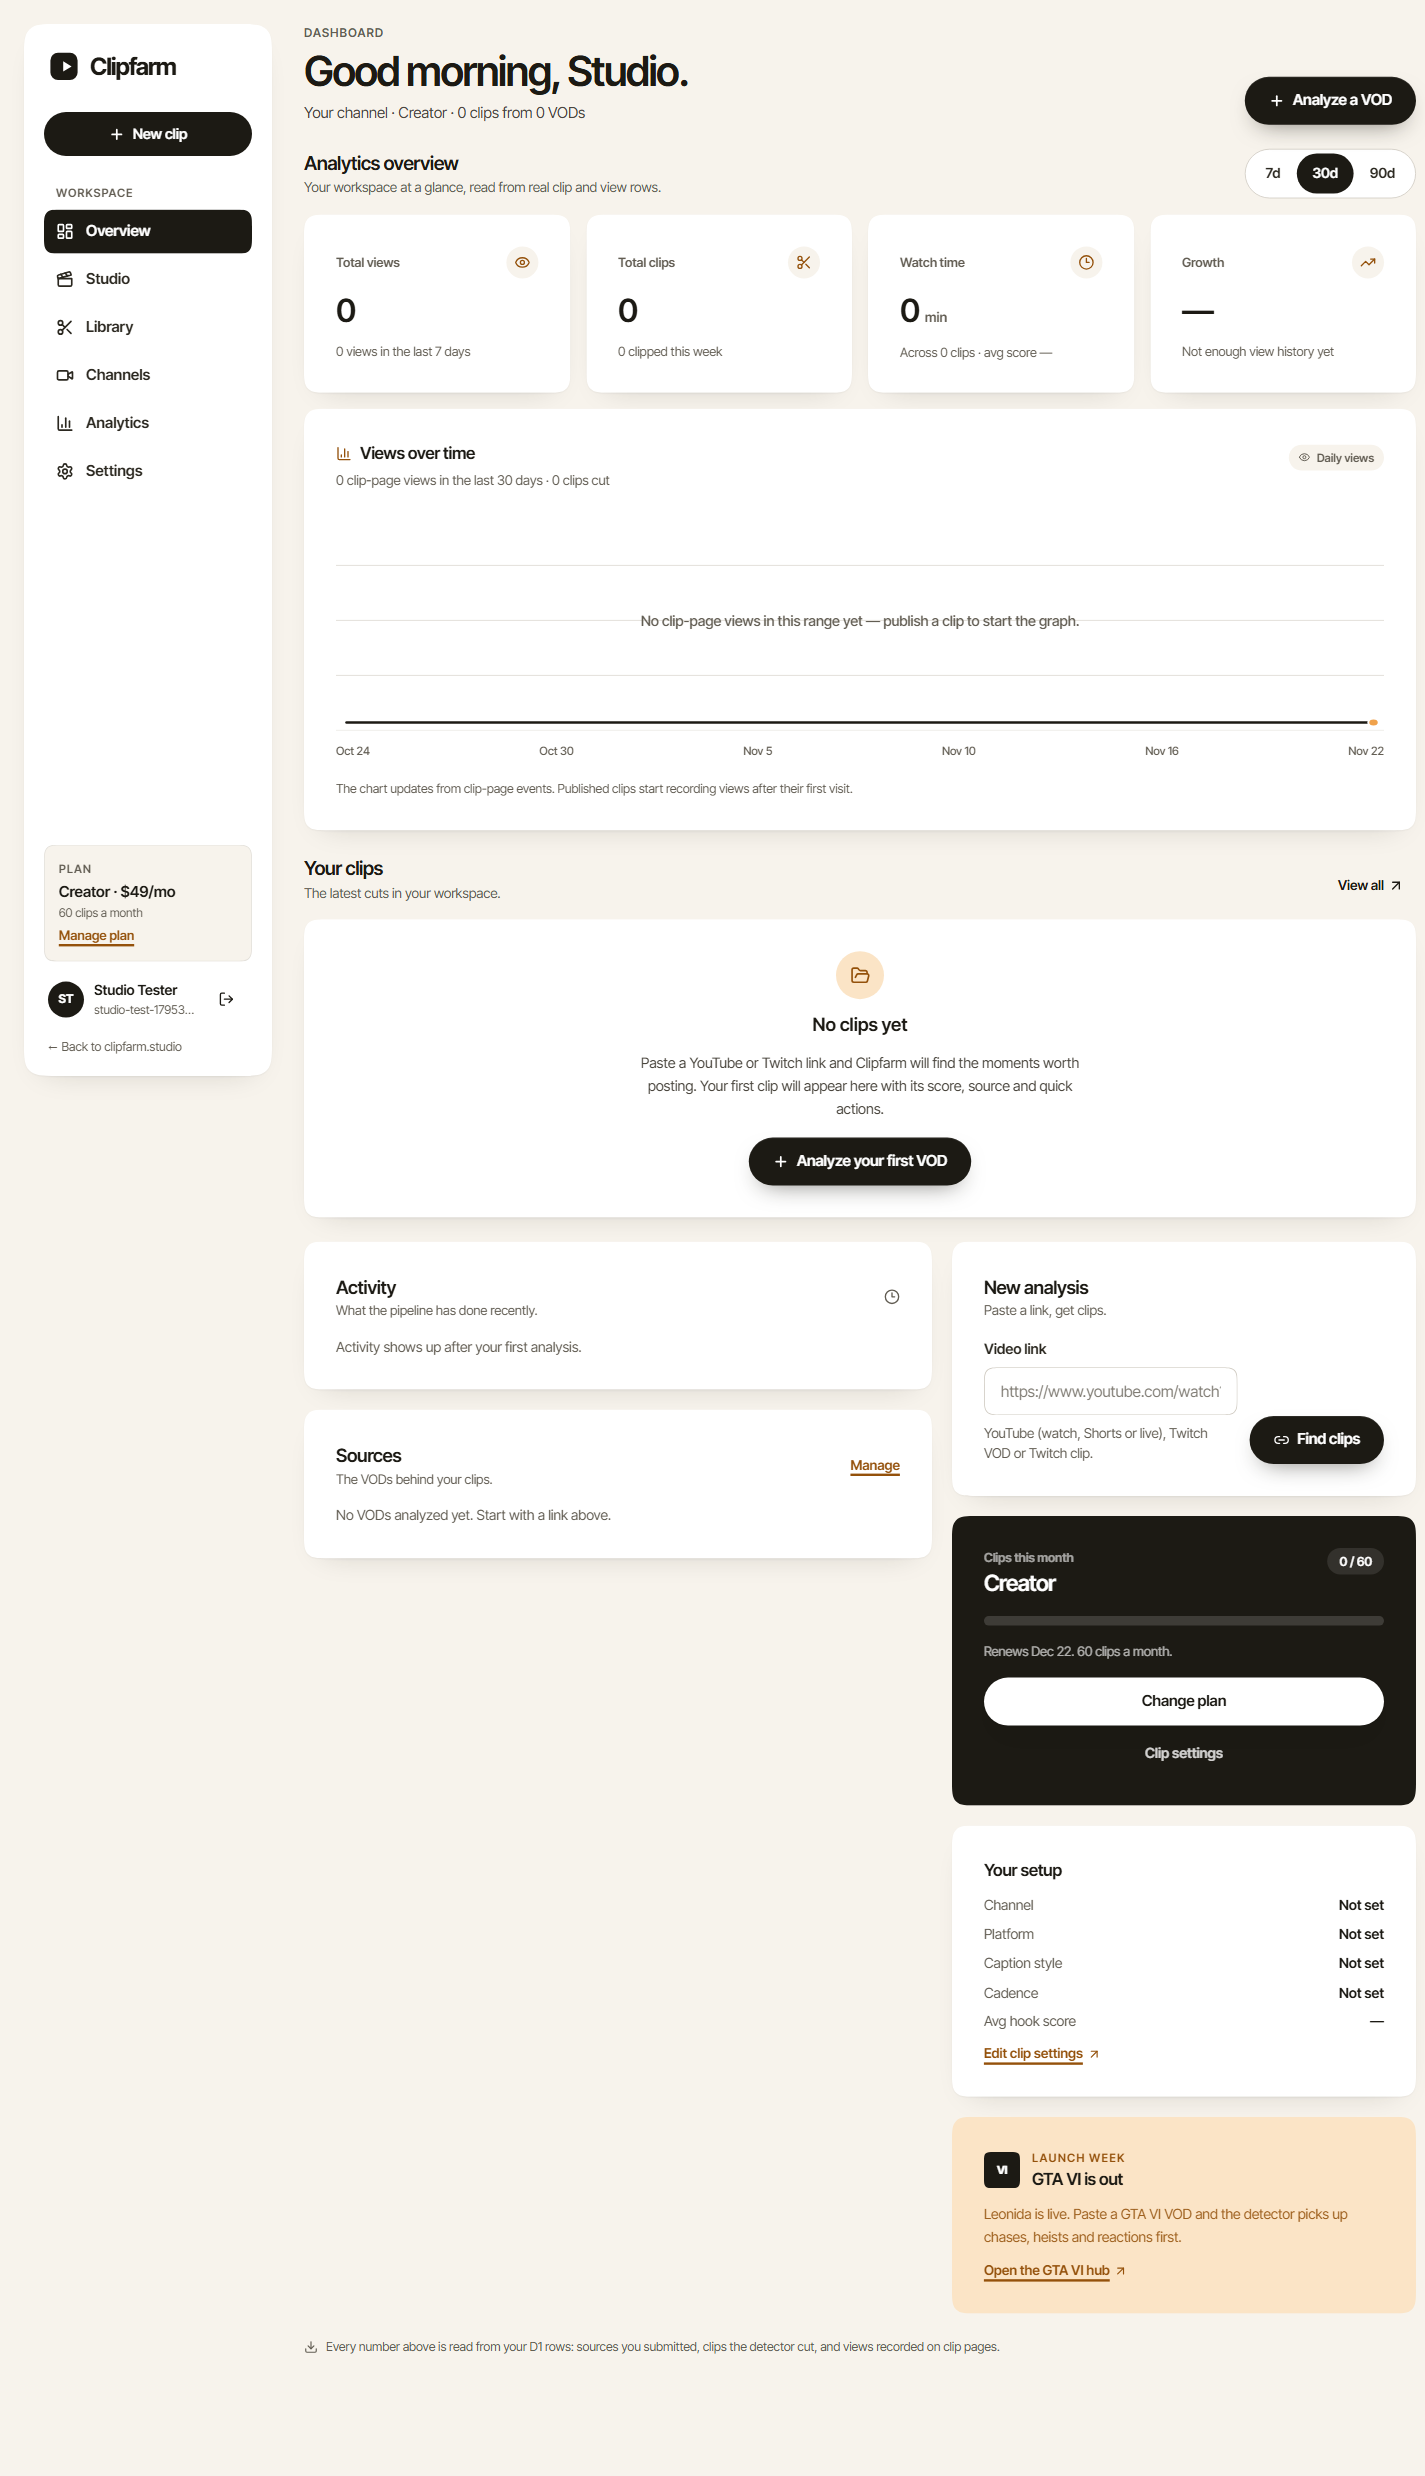 Clipfarm
New clip
WORKSPACE
Overview
Studio
Library
Channels
Analytics
Settings
PLAN
Creator · $49/mo
60 clips a month
Manage plan
ST
Studio Tester
studio-test-17953...
← Back to clipfarm.studio
DASHBOARD
Good morning, Studio.
Your channel · Creator · 0 clips from 0 VODs
Analyze a VOD
Analytics overview
Your workspace at a glance, read from real clip and view rows.
7d 30d 90d
Total views
0
0 views in the last 7 days
Total clips
0
0 clipped this week
Watch time
0 min
Across 0 clips · avg score —
Growth
—
Not enough view history yet
Views over time
0 clip-page views in the last 30 days · 0 clips cut
Daily views
No clip-page views in this range yet — publish a clip to start the graph.
Oct 24 Oct 30 Nov 5 Nov 10 Nov 16 Nov 22
The chart updates from clip-page events. Published clips start recording views after their first visit.
Your clips
The latest cuts in your workspace.
View all
No clips yet
Paste a YouTube or Twitch link and Clipfarm will find the moments worth
posting. Your first clip will appear here with its score, source and quick
actions.
Analyze your first VOD
Activity
What the pipeline has done recently.
Activity shows up after your first analysis.
Sources
The VODs behind your clips.
Manage
No VODs analyzed yet. Start with a link above.
New analysis
Paste a link, get clips.
Video link
https://www.youtube.com/watch
YouTube (watch, Shorts or live), Twitch
VOD or Twitch clip.
Find clips
Clips this month
Creator
0 / 60
Renews Dec 22. 60 clips a month.
Change plan
Clip settings
Your setup
Channel Not set
Platform Not set
Caption style Not set
Cadence Not set
Avg hook score —
Edit clip settings
VI
LAUNCH WEEK
GTA VI is out
Leonida is live. Paste a GTA VI VOD and the detector picks up
chases, heists and reactions first.
Open the GTA VI hub
Every number above is read from your D1 rows: sources you submitted, clips the detector cut, and views recorded on clip pages.